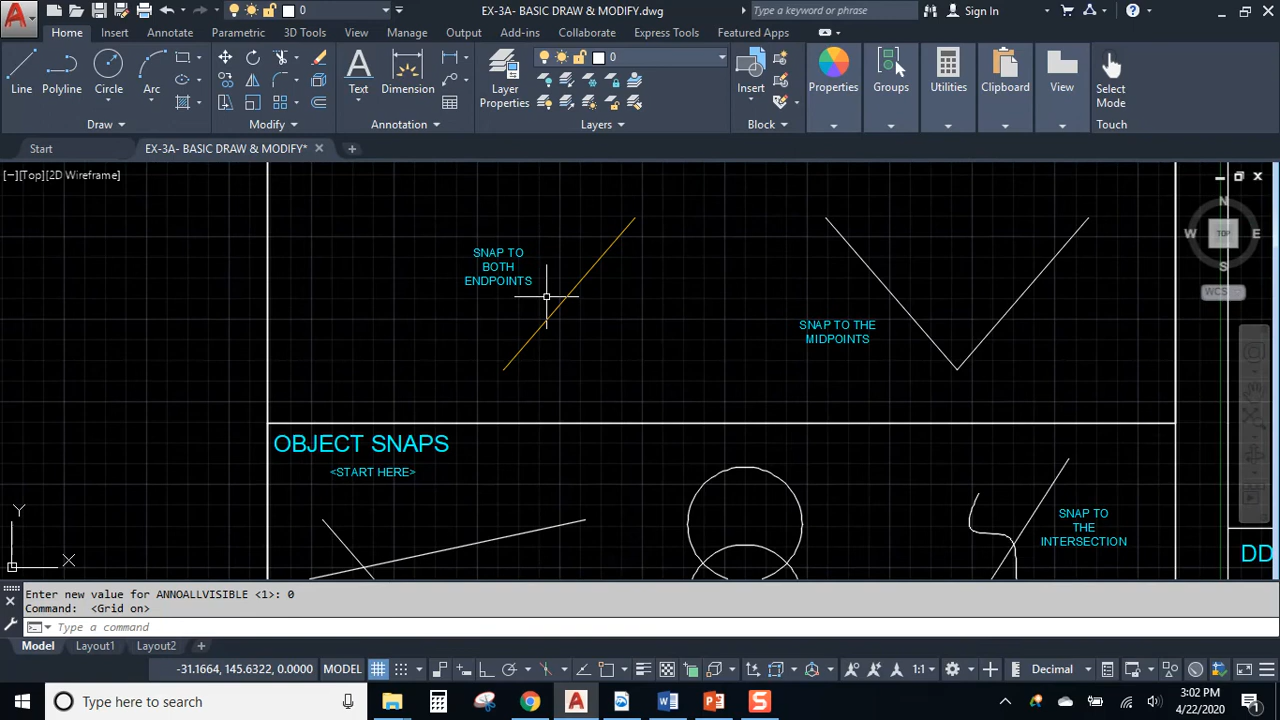 0
EX-3A- BASIC DRAW & MODIFY.dwg
Type a keyword or phrase
Sign In
Home
Insert
Annotate
Parametric
3D Tools
View
Manage
Output
Add-ins
Collaborate
Express Tools
Featured Apps
Line
Polyline
Circle
Arc
Text
Dimension
Layer
Properties
0
Insert
Properties
Groups
Utilities
Clipboard
View
Select
Mode
Draw
Modify
Annotation
Layers
Block
Touch
Start
EX-3A- BASIC DRAW & MODIFY*
[−][Top][2D Wireframe]
N
W
TOP
E
S
WCS
SNAP TO
BOTH
ENDPOINTS
SNAP TO THE
MIDPOINTS
OBJECT SNAPS
<START HERE>
SNAP TO
THE
INTERSECTION
DD
Y
X
Enter new value for ANNOALLVISIBLE <1>: 0
Command:  <Grid on>
Type a command
Model
Layout1
Layout2
-31.1664, 145.6322, 0.0000
MODEL
1:1
Decimal
Type here to search
3:02 PM
4/22/2020